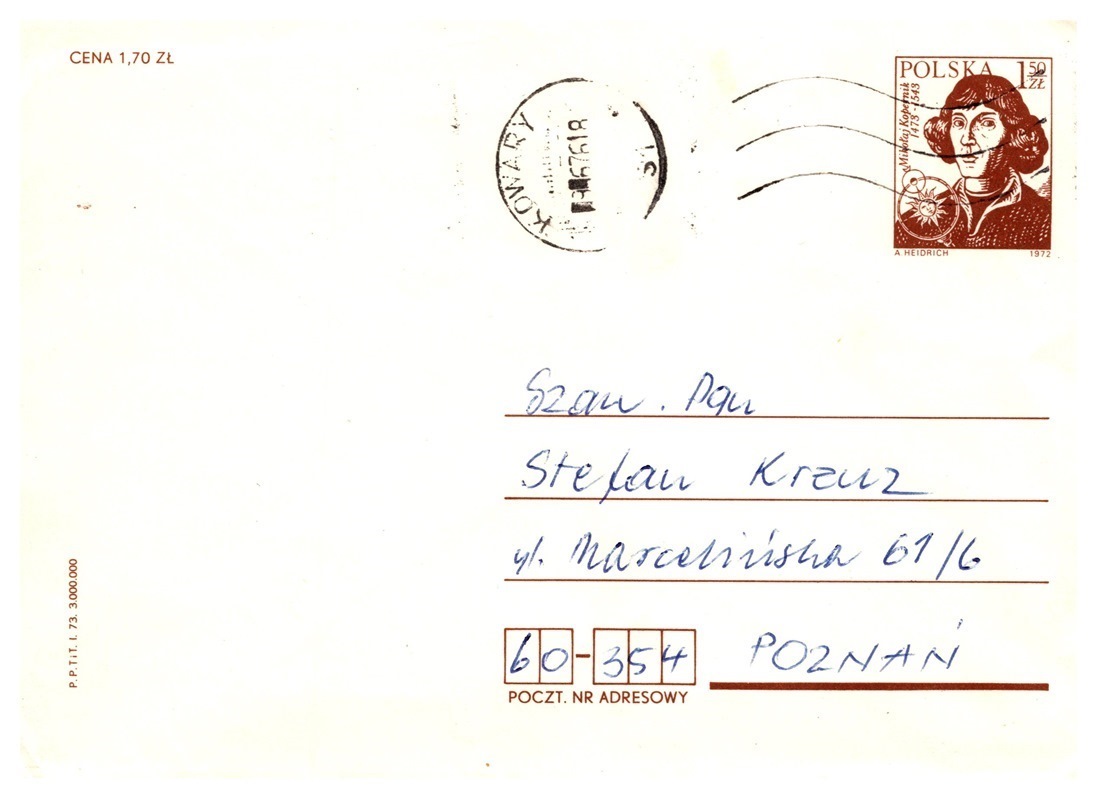 CENA 1,70 ZŁ
KOWARY
POLSKA 1 50 ZŁ
Mikołaj Kopernik
1473-1543
A HEIDRICH 1972
Szan. Pan
Stefan Krenz
ul. Marcelińska 61/6
60-354 POZNAŃ
POCZT. NR ADRESOWY
P.P.TiT. I. 73. 3.000.000